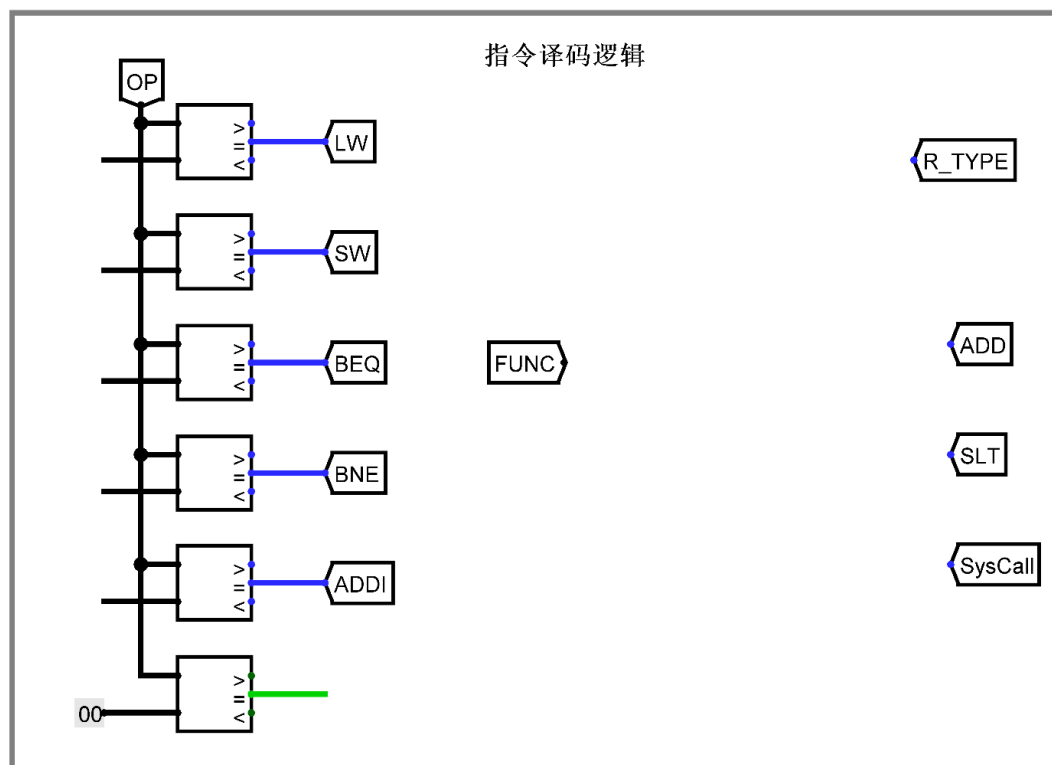 指令译码逻辑
OP
>
=
<
LW
R_TYPE
>
=
<
SW
>
=
<
BEQ
FUNC
ADD
>
=
<
BNE
SLT
>
=
<
ADDI
SysCall
>
=
<
00